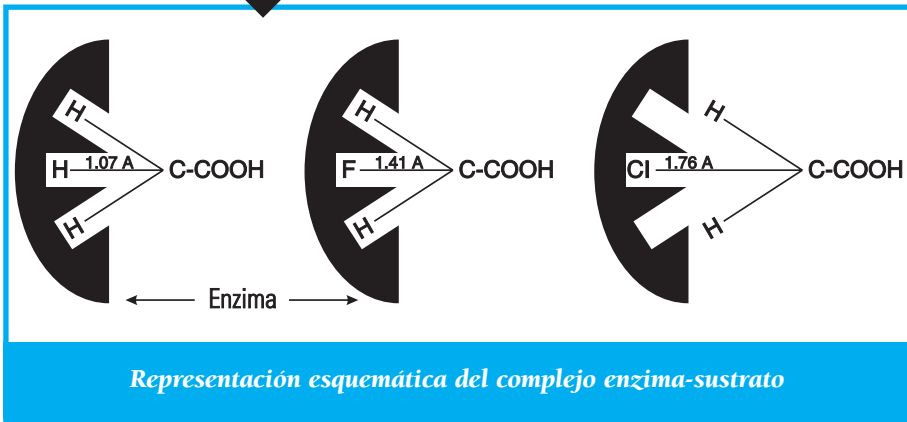 H
H 1.07 A C-COOH
H
H
F 1.41 A C-COOH
H
H
Cl 1.76 A C-COOH
H
Enzima
Representación esquemática del complejo enzima-sustrato